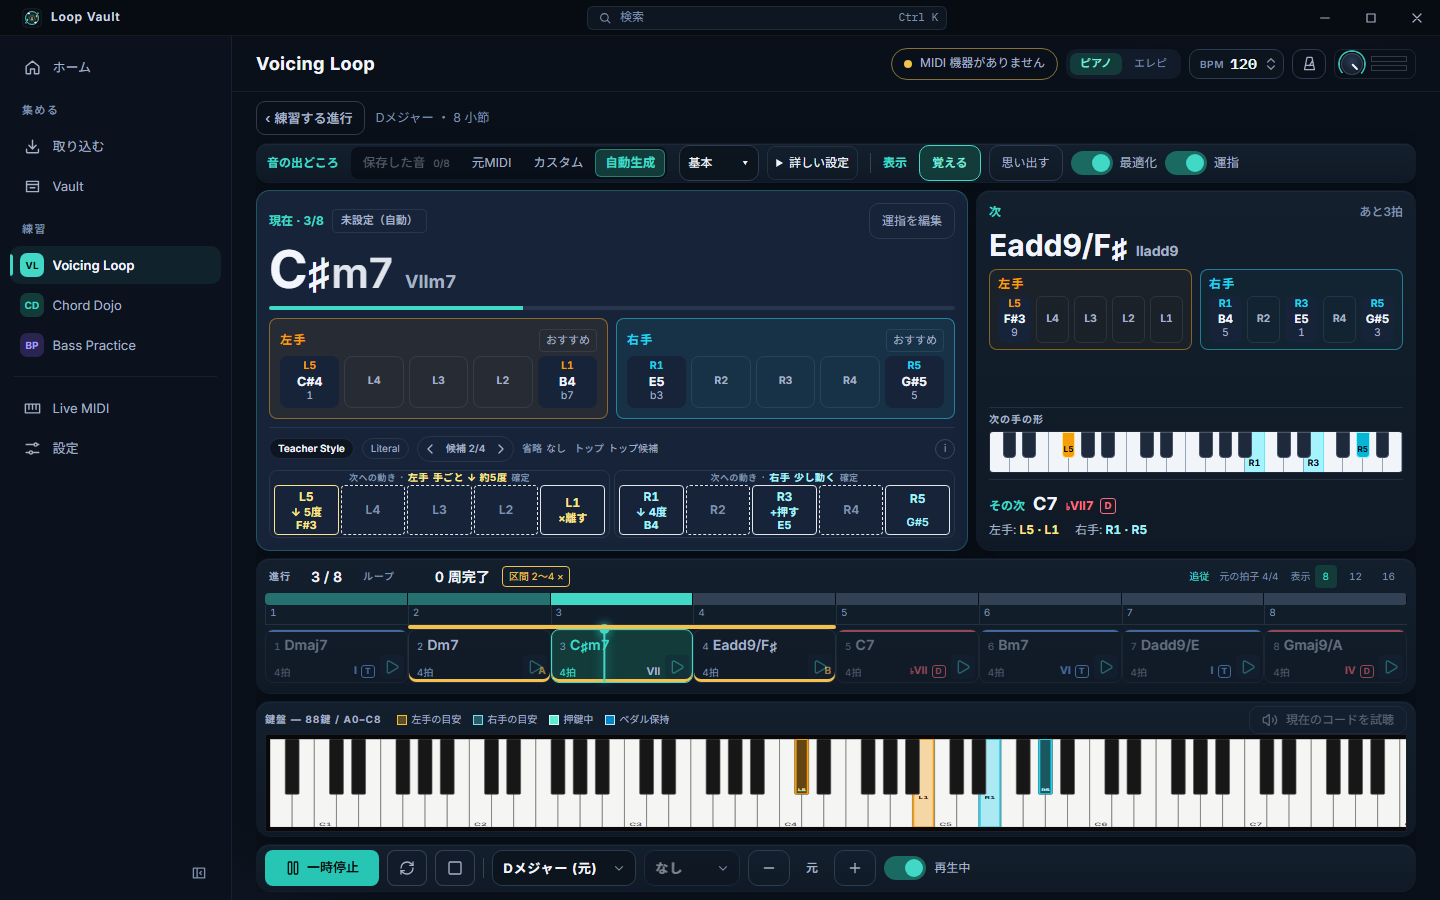 Loop Vault
検索 Ctrl K
ホーム
集める
取り込む
Vault
練習
VL Voicing Loop
CD Chord Dojo
BP Bass Practice
Live MIDI
設定
Voicing Loop
MIDI 機器がありません
ピアノ エレピ
BPM 120
‹ 練習する進行 Dメジャー ・ 8 小節
音の出どころ 保存した音 0/8 元MIDI カスタム 自動生成 基本 詳しい設定 表示 覚える 思い出す 最適化 運指
現在 · 3/8 未設定（自動） 運指を編集
C♯m7 VIIm7
左手 おすすめ
L5 C#4 1
L4
L3
L2
L1 B4 b7
右手 おすすめ
R1 E5 b3
R2
R3
R4
R5 G#5 5
Teacher Style Literal 候補 2/4 省略 なし トップ トップ候補 i
次への動き · 左手 手ごと ↓ 約5度 確定
L5 ↓ 5度 F#3
L4
L3
L2
L1 ×離す
次への動き · 右手 少し動く 確定
R1 ↓ 4度 B4
R2
R3 +押す E5
R4
R5 G#5
次 あと3拍
Eadd9/F♯ IIadd9
左手
L5 F#3 9
L4
L3
L2
L1
右手
R1 B4 5
R2
R3 E5 1
R4
R5 G#5 3
次の手の形
L5 R1 R3 R5
その次 C7 ♭VII7 D
左手: L5 · L1 右手: R1 · R5
進行 3 / 8 ループ 0 周完了 区間 2〜4 × 追従 元の拍子 4/4 表示 8 12 16
1 2 3 4 5 6 7 8
1 Dmaj7 4拍 I T
2 Dm7 4拍 A
3 C♯m7 4拍 VII
4 Eadd9/F♯ 4拍 B
5 C7 4拍 ♭VII D
6 Bm7 4拍 VI T
7 Dadd9/E 4拍 I T
8 Gmaj9/A 4拍 IV D
鍵盤 — 88鍵 / A0–C8 左手の目安 右手の目安 押鍵中 ペダル保持 現在のコードを試聴
L5 L1 R1 R5
C1 C2 C3 C4 C5 C6 C7
一時停止 Dメジャー (元) なし − 元 + 再生中